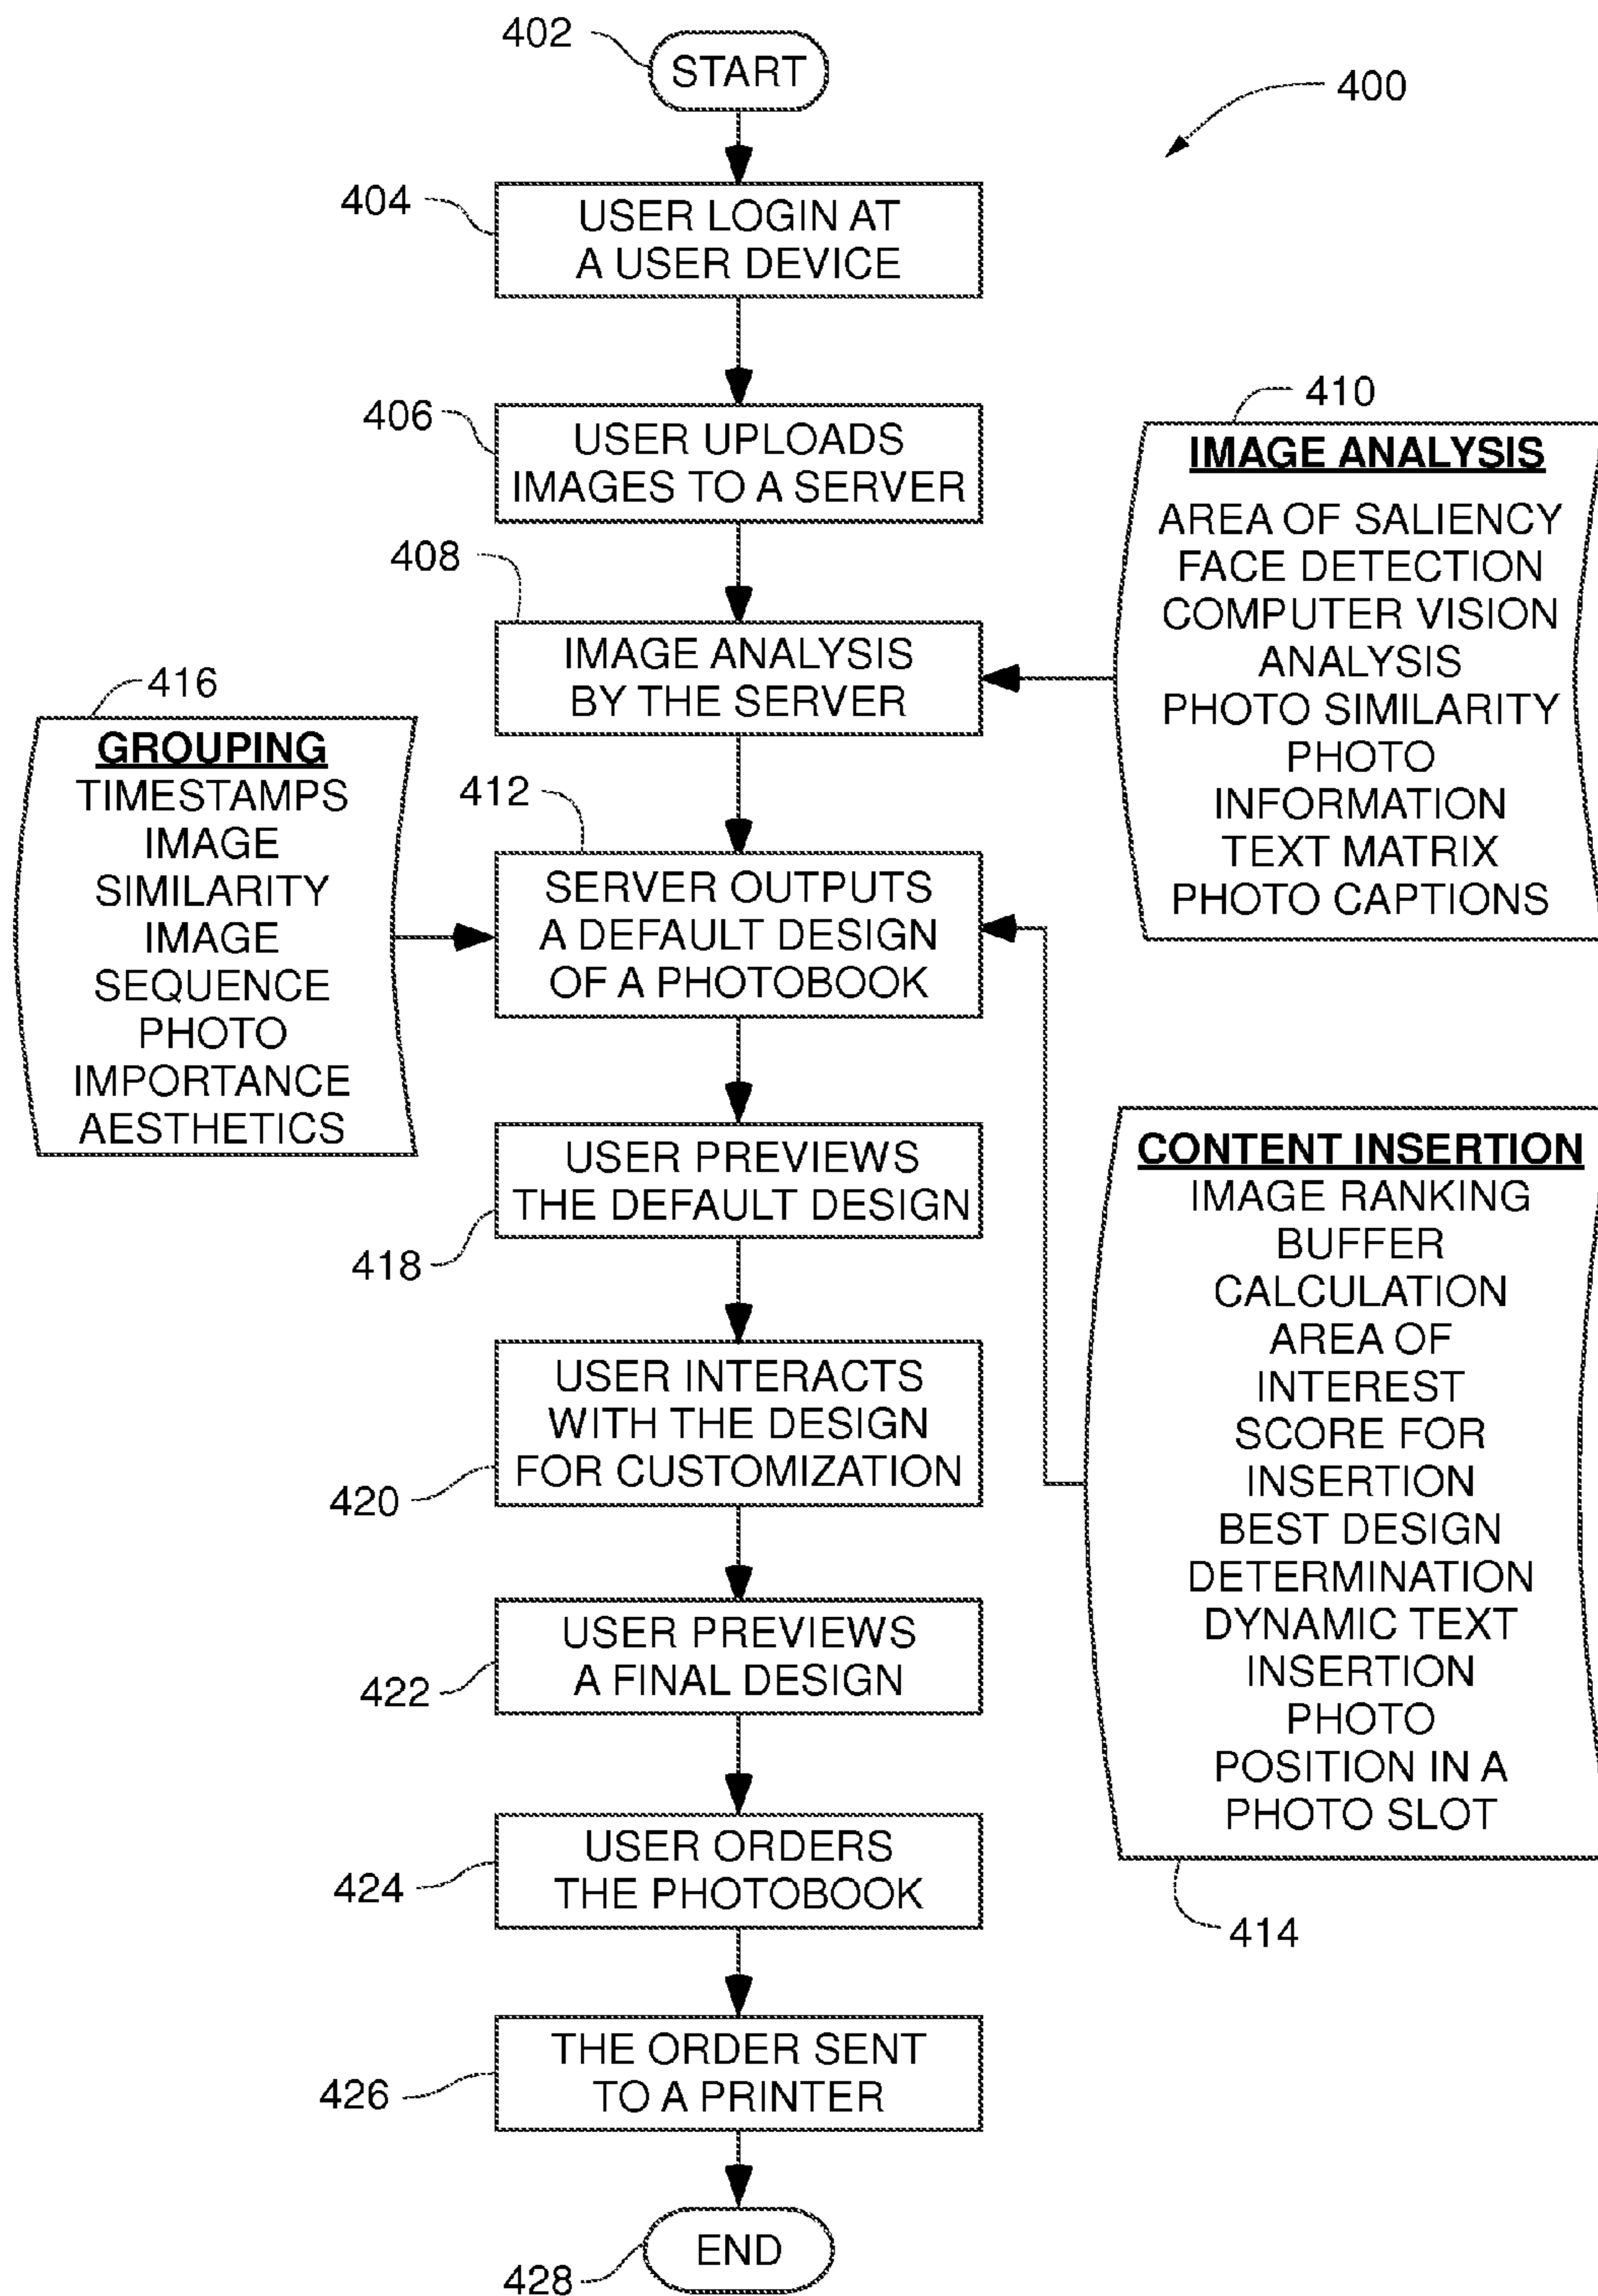 402
START
400
404
USER LOGIN AT
A USER DEVICE
406
USER UPLOADS
IMAGES TO A SERVER
408
IMAGE ANALYSIS
BY THE SERVER
410
IMAGE ANALYSIS
AREA OF SALIENCY
FACE DETECTION
COMPUTER VISION
ANALYSIS
PHOTO SIMILARITY
PHOTO
INFORMATION
TEXT MATRIX
PHOTO CAPTIONS
416
GROUPING
TIMESTAMPS
IMAGE
SIMILARITY
IMAGE
SEQUENCE
PHOTO
IMPORTANCE
AESTHETICS
412
SERVER OUTPUTS
A DEFAULT DESIGN
OF A PHOTOBOOK
CONTENT INSERTION
IMAGE RANKING
BUFFER
CALCULATION
AREA OF
INTEREST
SCORE FOR
INSERTION
BEST DESIGN
DETERMINATION
DYNAMIC TEXT
INSERTION
PHOTO
POSITION IN A
PHOTO SLOT
414
USER PREVIEWS
THE DEFAULT DESIGN
418
USER INTERACTS
WITH THE DESIGN
FOR CUSTOMIZATION
420
USER PREVIEWS
A FINAL DESIGN
422
USER ORDERS
THE PHOTOBOOK
424
THE ORDER SENT
TO A PRINTER
426
END
428